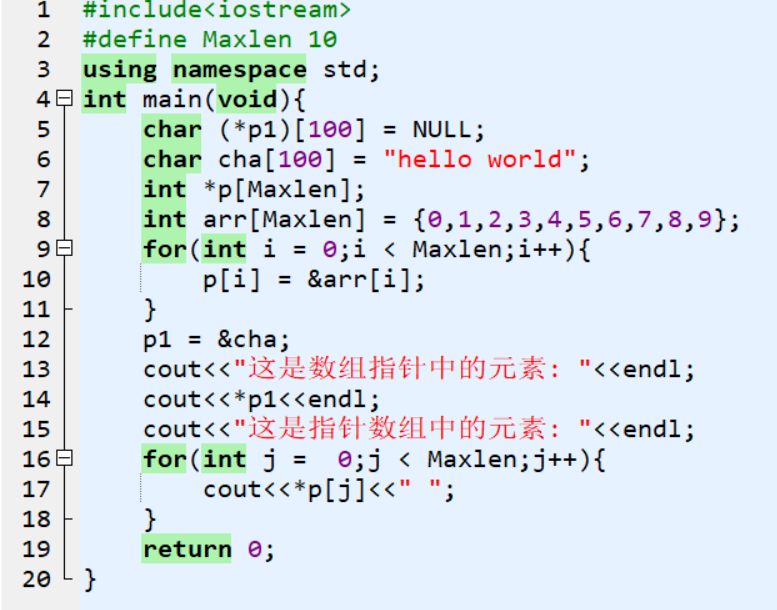 1 #include<iostream>
2 #define Maxlen 10
3 using namespace std;
4 int main(void){
5     char (*p1)[100] = NULL;
6     char cha[100] = "hello world";
7     int *p[Maxlen];
8     int arr[Maxlen] = {0,1,2,3,4,5,6,7,8,9};
9     for(int i = 0;i < Maxlen;i++){
10         p[i] = &arr[i];
11     }
12     p1 = &cha;
13     cout<<"这是数组指针中的元素: "<<endl;
14     cout<<*p1<<endl;
15     cout<<"这是指针数组中的元素: "<<endl;
16     for(int j =  0;j < Maxlen;j++){
17         cout<<*p[j]<<" ";
18     }
19     return 0;
20 }